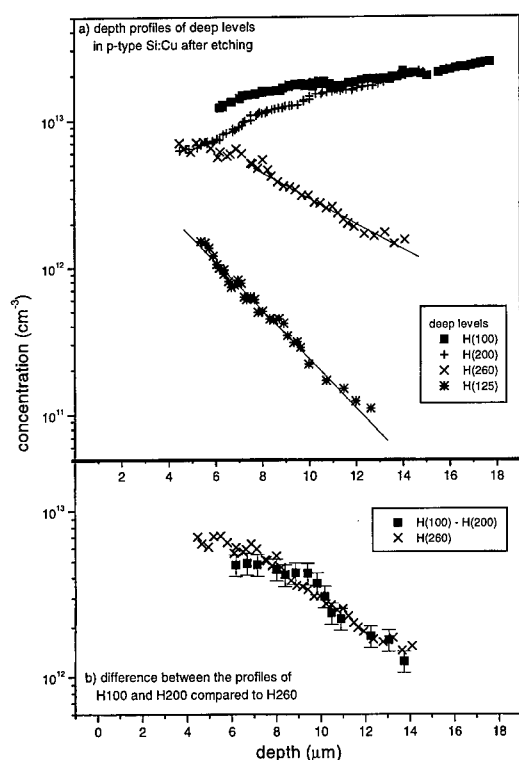 a) depth profiles of deep levels
in p-type Si:Cu after etching
10¹³
10¹²
10¹¹
concentration (cm⁻³)
deep levels
H(100)
H(200)
H(260)
H(125)
2 4 6 8 10 12 14 16 18
10¹³
10¹²
H(100) - H(200)
H(260)
b) difference between the profiles of
H100 and H200 compared to H260
0 2 4 6 8 10 12 14 16 18
depth (µm)